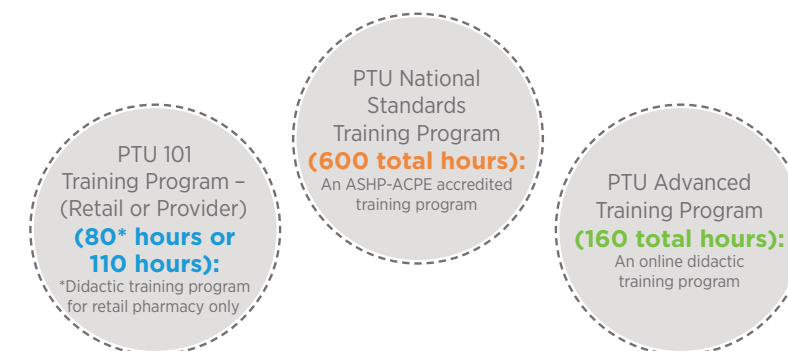 PTU 101
Training Program –
(Retail or Provider)
(80* hours or
110 hours):
*Didactic training program
for retail pharmacy only
PTU National
Standards
Training Program
(600 total hours):
An ASHP-ACPE accredited
training program
PTU Advanced
Training Program
(160 total hours):
An online didactic
training program